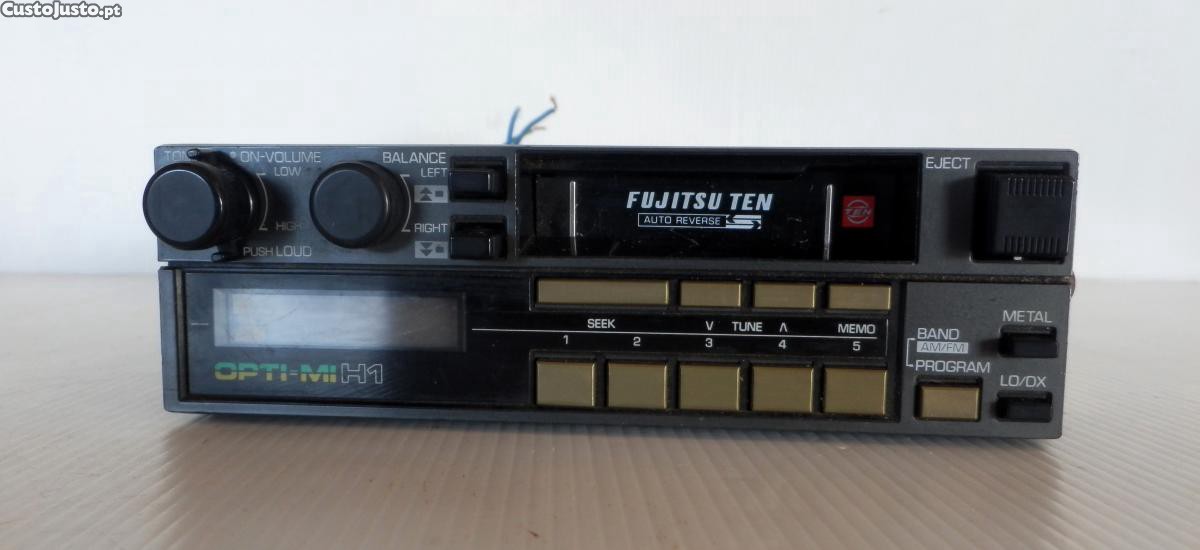 CustoJusto.pt
ON-VOLUME
LOW
HIGH
PUSH LOUD
BALANCE
LEFT
RIGHT
FUJITSU TEN
AUTO REVERSE
TEN
EJECT
SEEK
V TUNE Λ
MEMO
1 2 3 4 5
OPTI-MI H1
BAND
AM/FM
PROGRAM
METAL
LO/DX